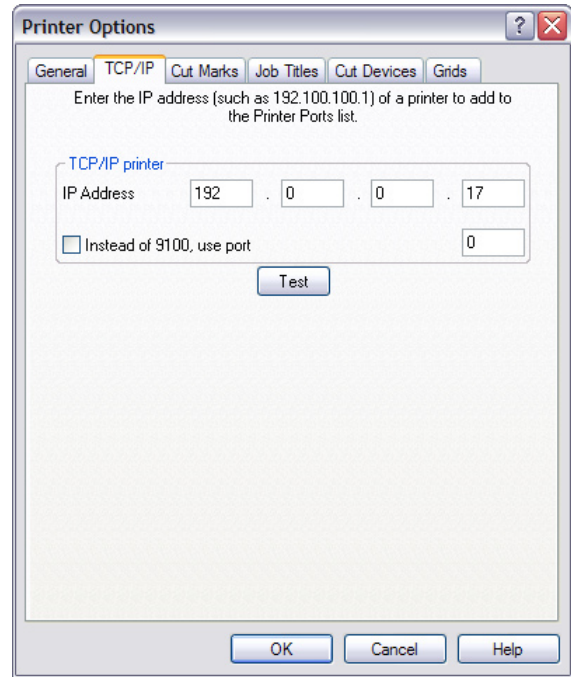 Printer Options
General TCP/IP Cut Marks Job Titles Cut Devices Grids
Enter the IP address (such as 192.100.100.1) of a printer to add to
the Printer Ports list.
TCP/IP printer
IP Address 192 . 0 . 0 . 17
Instead of 9100, use port 0
Test
OK Cancel Help